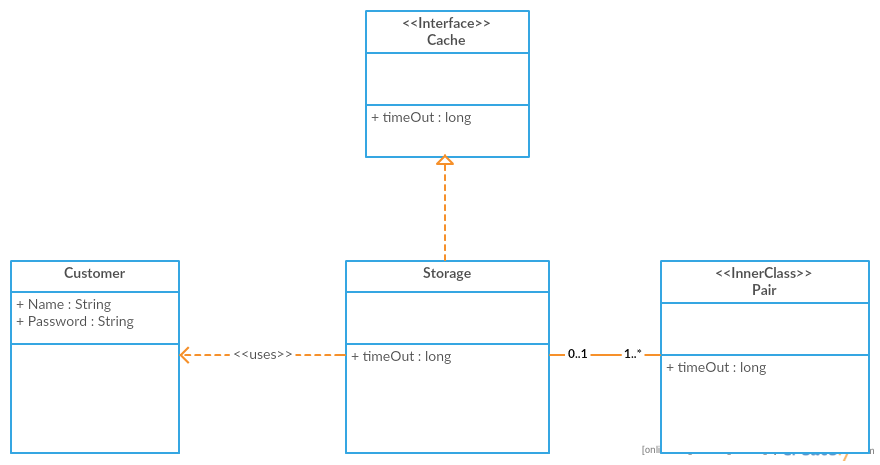 <<Interface>>
Cache
+ timeOut : long
Customer
+ Name : String
+ Password : String
<<uses>>
Storage
+ timeOut : long
0..1
1..*
<<InnerClass>>
Pair
+ timeOut : long